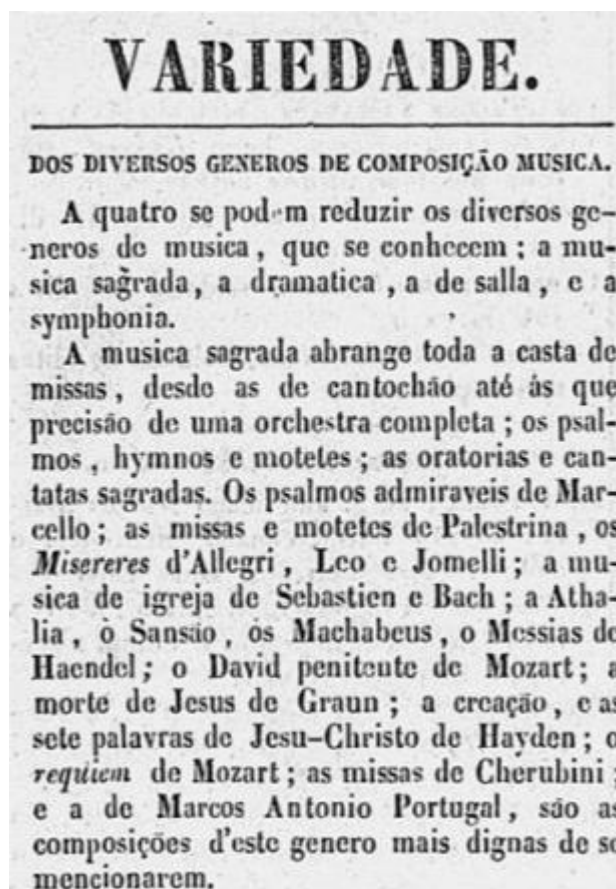 VARIEDADE.
DOS DIVERSOS GENEROS DE COMPOSIÇÃO MUSICA.
A quatro se podem reduzir os diversos ge-
neros de musica, que se conhecem; a mu-
sica sagrada, a dramatica, a de salla, e a
symphonia.
A musica sagrada abrange toda a casta de
missas, desde as de cantochão até ás que
precisão de uma orchestra completa; os psal-
mos, hymnos e motetes; as oratorias e can-
tatas sagradas. Os psalmos admiraveis de Mar-
cello; as missas e motetes de Palestrina, os
Misereres d'Allegri, Leo e Jomelli; a mu-
sica de igreja de Sebastien e Bach; a Atha-
lia, o Sansão, os Machabeus, o Messias de
Haendel; o David penitente de Mozart; a
morte de Jesus de Graun; a creação, e as
sete palavras de Jesu-Christo de Hayden; o
requiem de Mozart; as missas de Cherubini;
e a de Marcos Antonio Portugal, são as
composições d'este genero mais dignas de se
mencionarem.